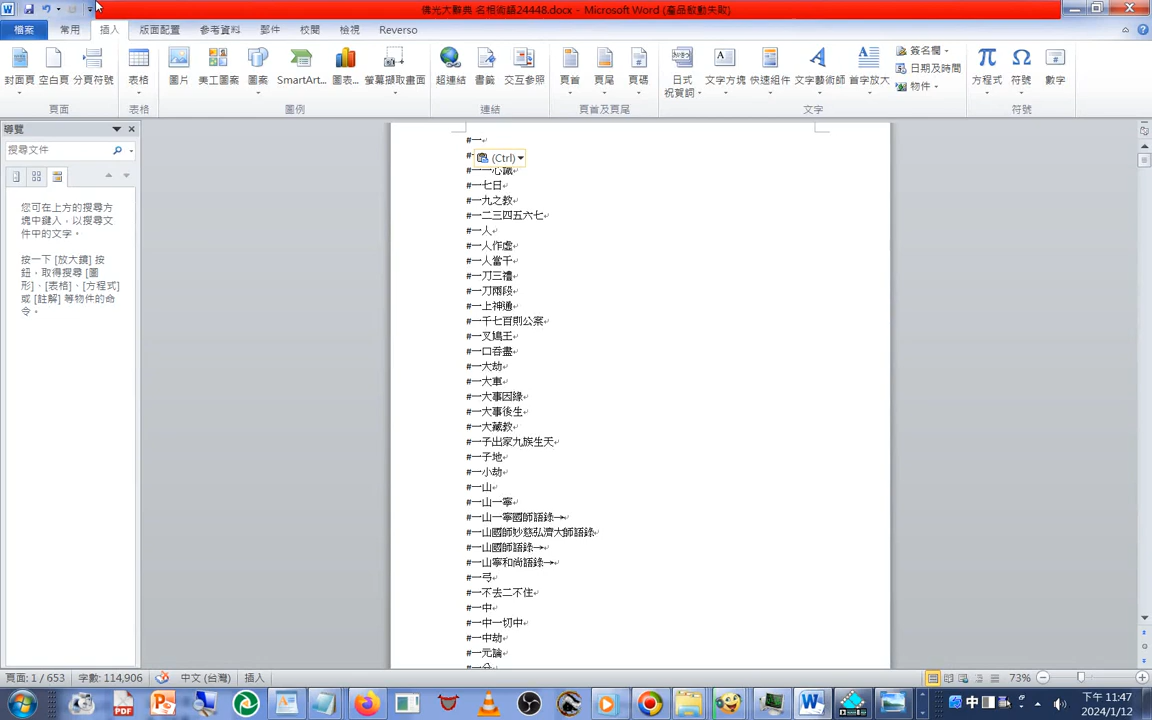 佛光大辭典 名相術語24448.docx - Microsoft Word (產品啟動失敗)
檔案 常用 插入 版面配置 參考資料 郵件 校閱 檢視 Reverso
封面頁 空白頁 分頁符號 表格 圖片 美工圖案 圖案 SmartArt... 圖表... 螢幕擷取畫面 超連結 書籤 交互參照 頁首 頁尾 頁碼 日式祝賀詞 文字方塊 快速組件 文字藝術師 首字放大 簽名欄 日期及時間 物件 方程式 符號 數字
頁面 表格 圖例 連結 頁首及頁尾 文字 符號
導覽
搜尋文件
您可在上方的搜尋方
塊中鍵入,以搜尋文
件中的文字。
按一下 [放大鏡] 按
鈕,取得搜尋 [圖
形]、[表格]、[方程式]
或 [註解] 等物件的命
令。
#一
(Ctrl)
#一一心識
#一七日
#一九之教
#一二三四五六七
#一人
#一人作虛
#一人當千
#一刀三禮
#一刀兩段
#一上神通
#一千七百則公案
#一叉鳩王
#一口吞盡
#一大劫
#一大車
#一大事因緣
#一大事後生
#一大藏教
#一子出家九族生天
#一子地
#一小劫
#一山
#一山一寧
#一山一寧國師語錄→
#一山國師妙慈弘濟大師語錄
#一山國師語錄→
#一山寧和尚語錄→
#一弓
#一不去二不住
#一中
#一中一切中
#一中劫
#一元論
#一分
頁面: 1 / 653 字數: 114,906 中文 (台灣) 插入 73%
中
下午 11:47
2024/1/12